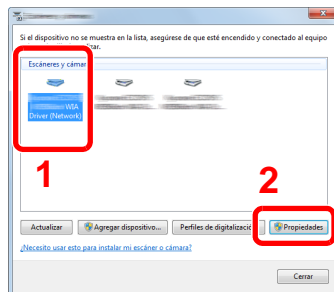 Si el dispositivo no se muestra en la lista, asegúrese de que esté encendido y conectado al equipo
Escáneres y cámar
WIA
Driver (Network)
1
2
Actualizar
Agregar dispositivo...
Perfiles de digitalizació
Propiedades
¿Necesito usar esto para instalar mi escáner o cámara?
Cerrar